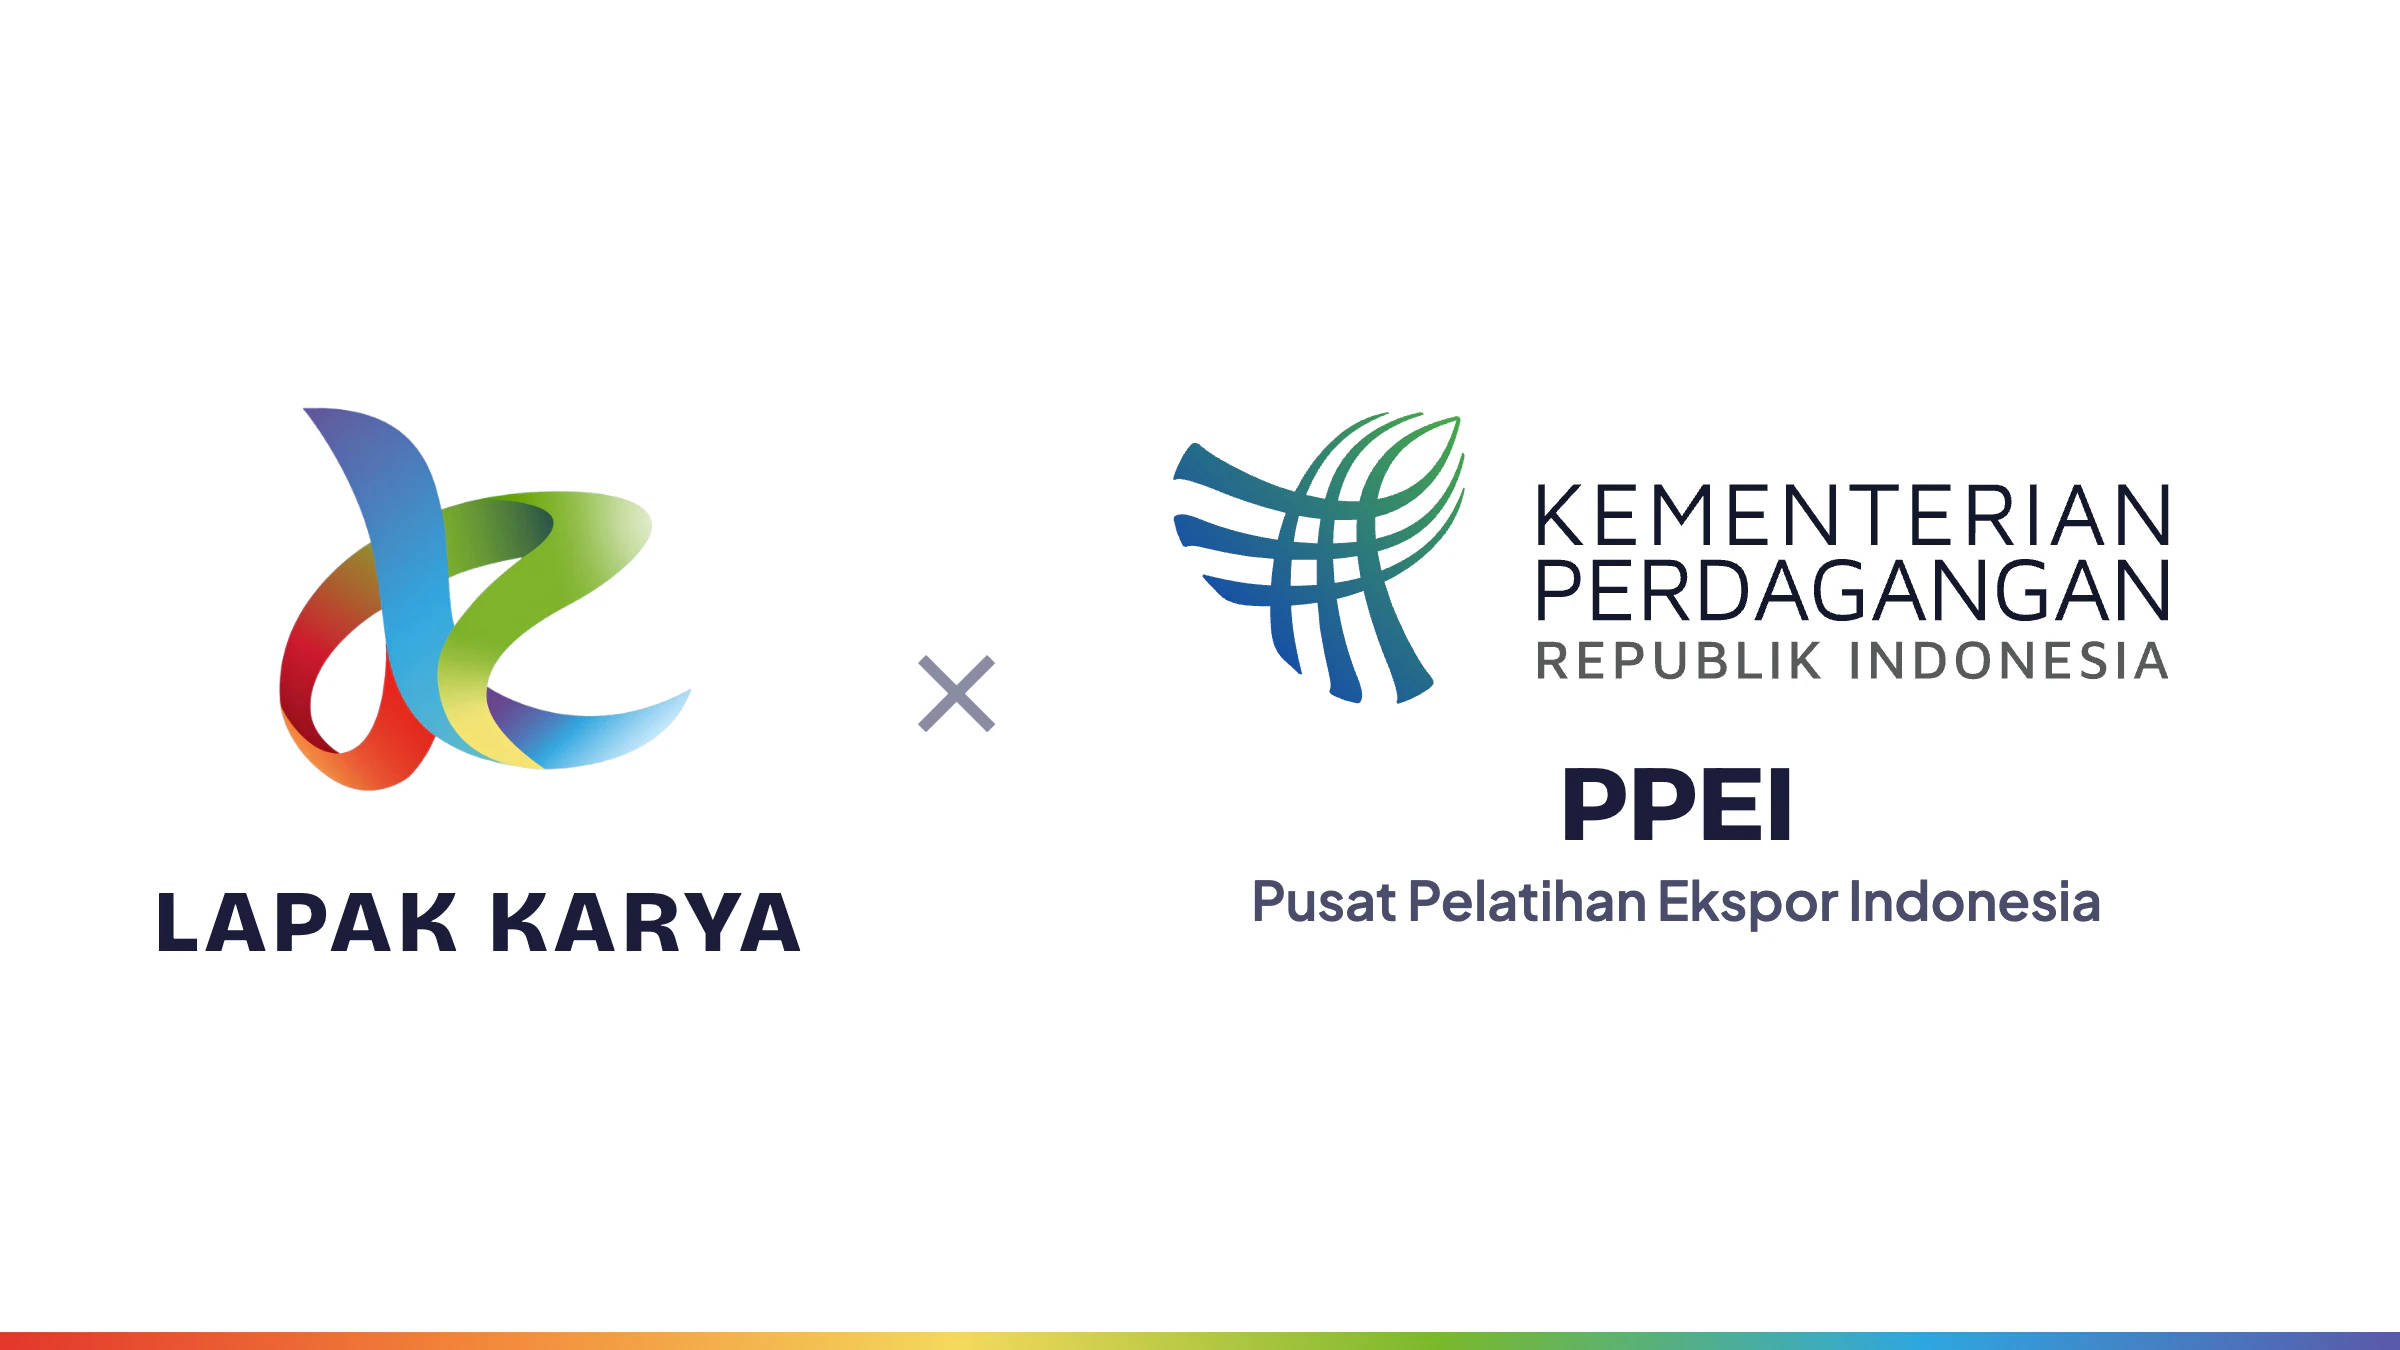 LAPAK KARYA
×
KEMENTERIAN
PERDAGANGAN
REPUBLIK INDONESIA
PPEI
Pusat Pelatihan Ekspor Indonesia